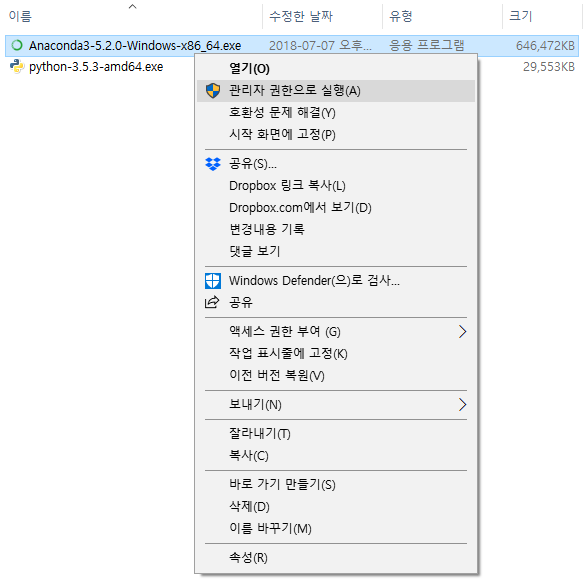 이름 수정한 날짜 유형 크기
Anaconda3-5.2.0-Windows-x86_64.exe 2018-07-07 오후... 응용 프로그램 646,472KB
python-3.5.3-amd64.exe 29,553KB
열기(O)
관리자 권한으로 실행(A)
호환성 문제 해결(Y)
시작 화면에 고정(P)
공유(S)...
Dropbox 링크 복사(L)
Dropbox.com에서 보기(D)
변경내용 기록
댓글 보기
Windows Defender(으)로 검사...
공유
액세스 권한 부여 (G)
작업 표시줄에 고정(K)
이전 버전 복원(V)
보내기(N)
잘라내기(T)
복사(C)
바로 가기 만들기(S)
삭제(D)
이름 바꾸기(M)
속성(R)